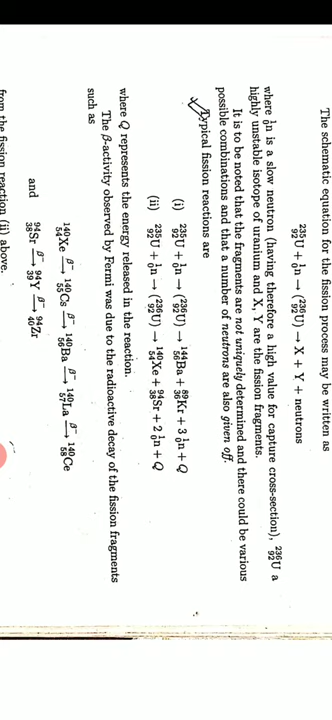 The schematic equation for the fission process may be written as
²³⁵₉₂U + ¹₀n → (²³⁶₉₂U) → X + Y + neutrons
where ¹₀n is a slow neutron (having therefore a high value for capture cross-section), ²³⁶₉₂U a
highly unstable isotope of uranium and X, Y are the fission fragments.
It is to be noted that the fragments are not uniquely determined and there could be various
possible combinations and that a number of neutrons are also given off.
Typical fission reactions are
(i) ²³⁵₉₂U + ¹₀n → (²³⁶₉₂U) → ¹⁴⁴₅₆Ba + ⁸⁹₃₆Kr + 3 ¹₀n + Q
(ii) ²³⁵₉₂U + ¹₀n → (²³⁶₉₂U) → ¹⁴⁰₅₄Xe + ⁹⁴₃₈Sr + 2 ¹₀n + Q
where Q represents the energy released in the reaction.
The β-activity observed by Fermi was due to the radioactive decay of the fission fragments
such as
¹⁴⁰₅₄Xe —β⁻→ ¹⁴⁰₅₅Cs —β⁻→ ¹⁴⁰₅₆Ba —β⁻→ ¹⁴⁰₅₇La —β⁻→ ¹⁴⁰₅₈Ce
and
⁹⁴₃₈Sr —β⁻→ ⁹⁴₃₉Y —β⁻→ ⁹⁴₄₀Zr
from the fission reaction (ii) above.